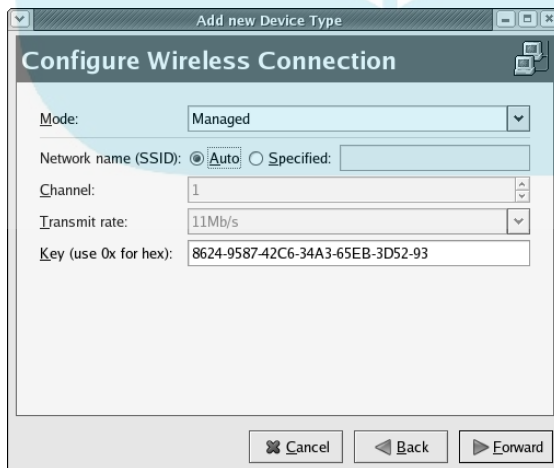 Add new Device Type
Configure Wireless Connection
Mode: Managed
Network name (SSID): Auto Specified:
Channel: 1
Transmit rate: 11Mb/s
Key (use 0x for hex): 8624-9587-42C6-34A3-65EB-3D52-93
Cancel Back Forward